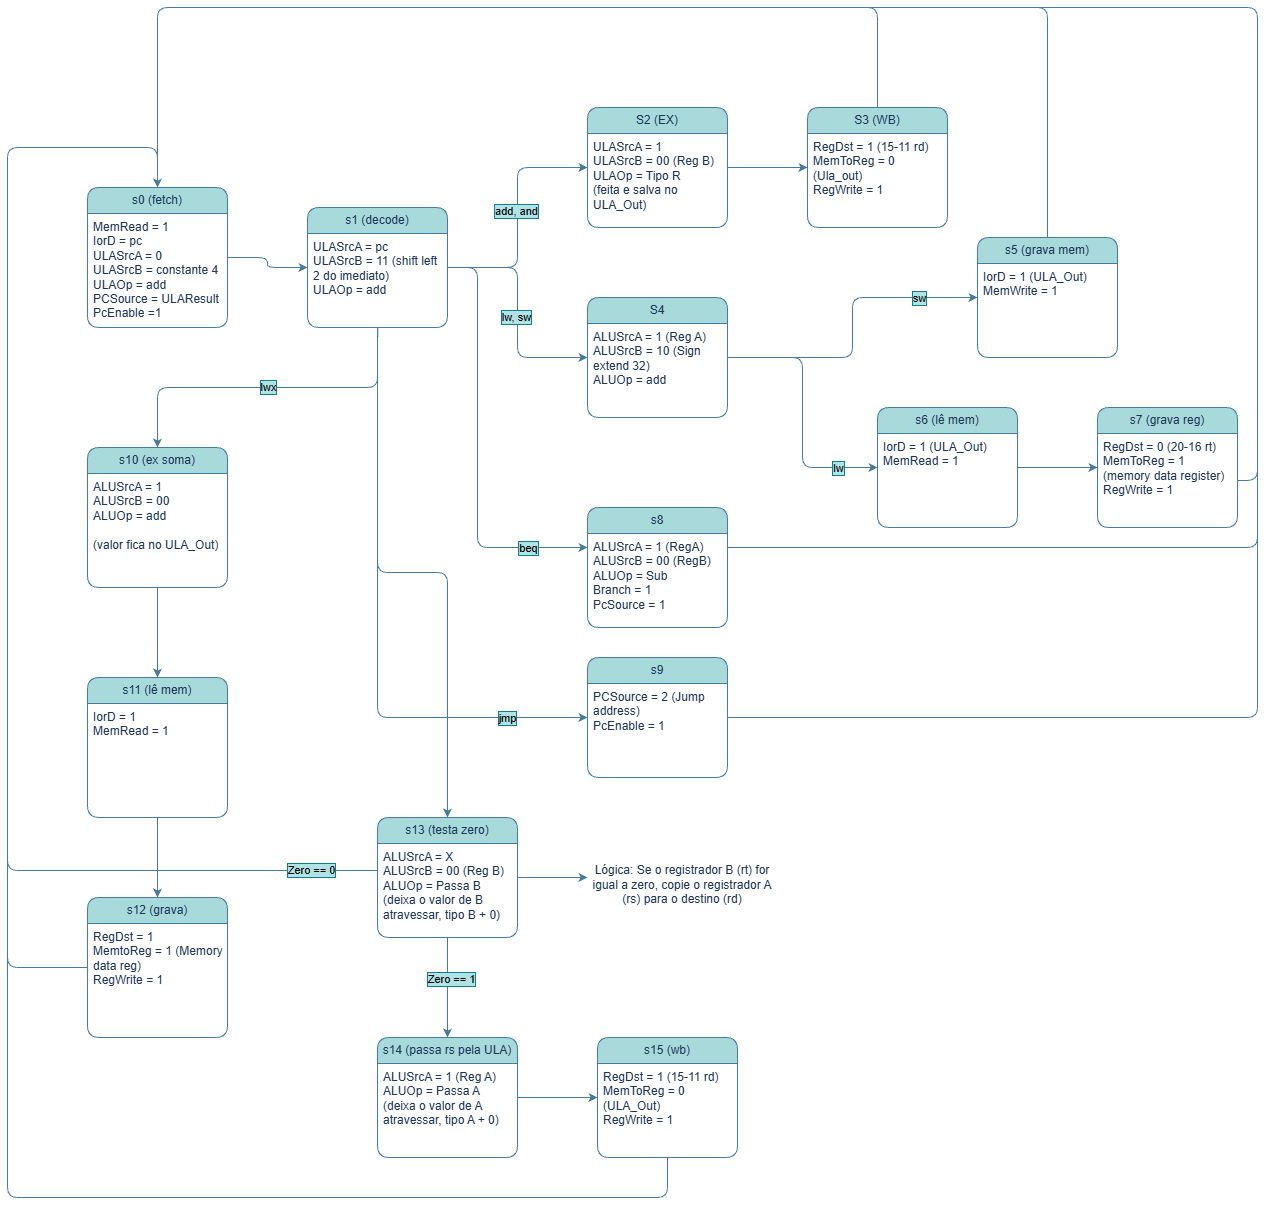 S2 (EX)
ULASrcA = 1
ULASrcB = 00 (Reg B)
ULAOp = Tipo R
(feita e salva no
ULA_Out)
S3 (WB)
RegDst = 1 (15-11 rd)
MemToReg = 0
(Ula_out)
RegWrite = 1
s0 (fetch)
MemRead = 1
IorD = pc
ULASrcA = 0
ULASrcB = constante 4
ULAOp = add
PCSource = ULAResult
PcEnable =1
s1 (decode)
ULASrcA = pc
ULASrcB = 11 (shift left
2 do imediato)
ULAOp = add
add, and
lw, sw
s5 (grava mem)
IorD = 1 (ULA_Out)
MemWrite = 1
sw
S4
ALUSrcA = 1 (Reg A)
ALUSrcB = 10 (Sign
extend 32)
ALUOp = add
lwx
s6 (lê mem)
IorD = 1 (ULA_Out)
MemRead = 1
lw
s7 (grava reg)
RegDst = 0 (20-16 rt)
MemToReg = 1
(memory data register)
RegWrite = 1
s10 (ex soma)
ALUSrcA = 1
ALUSrcB = 00
ALUOp = add
(valor fica no ULA_Out)
beq
s8
ALUSrcA = 1 (RegA)
ALUSrcB = 00 (RegB)
ALUOp = Sub
Branch = 1
PcSource = 1
s11 (lê mem)
IorD = 1
MemRead = 1
jmp
s9
PCSource = 2 (Jump
address)
PcEnable = 1
s13 (testa zero)
ALUSrcA = X
ALUSrcB = 00 (Reg B)
ALUOp = Passa B
(deixa o valor de B
atravessar, tipo B + 0)
Zero == 0
Lógica: Se o registrador B (rt) for
igual a zero, copie o registrador A
(rs) para o destino (rd)
s12 (grava)
RegDst = 1
MemtoReg = 1 (Memory
data reg)
RegWrite = 1
Zero == 1
s14 (passa rs pela ULA)
ALUSrcA = 1 (Reg A)
ALUOp = Passa A
(deixa o valor de A
atravessar, tipo A + 0)
s15 (wb)
RegDst = 1 (15-11 rd)
MemToReg = 0
(ULA_Out)
RegWrite = 1